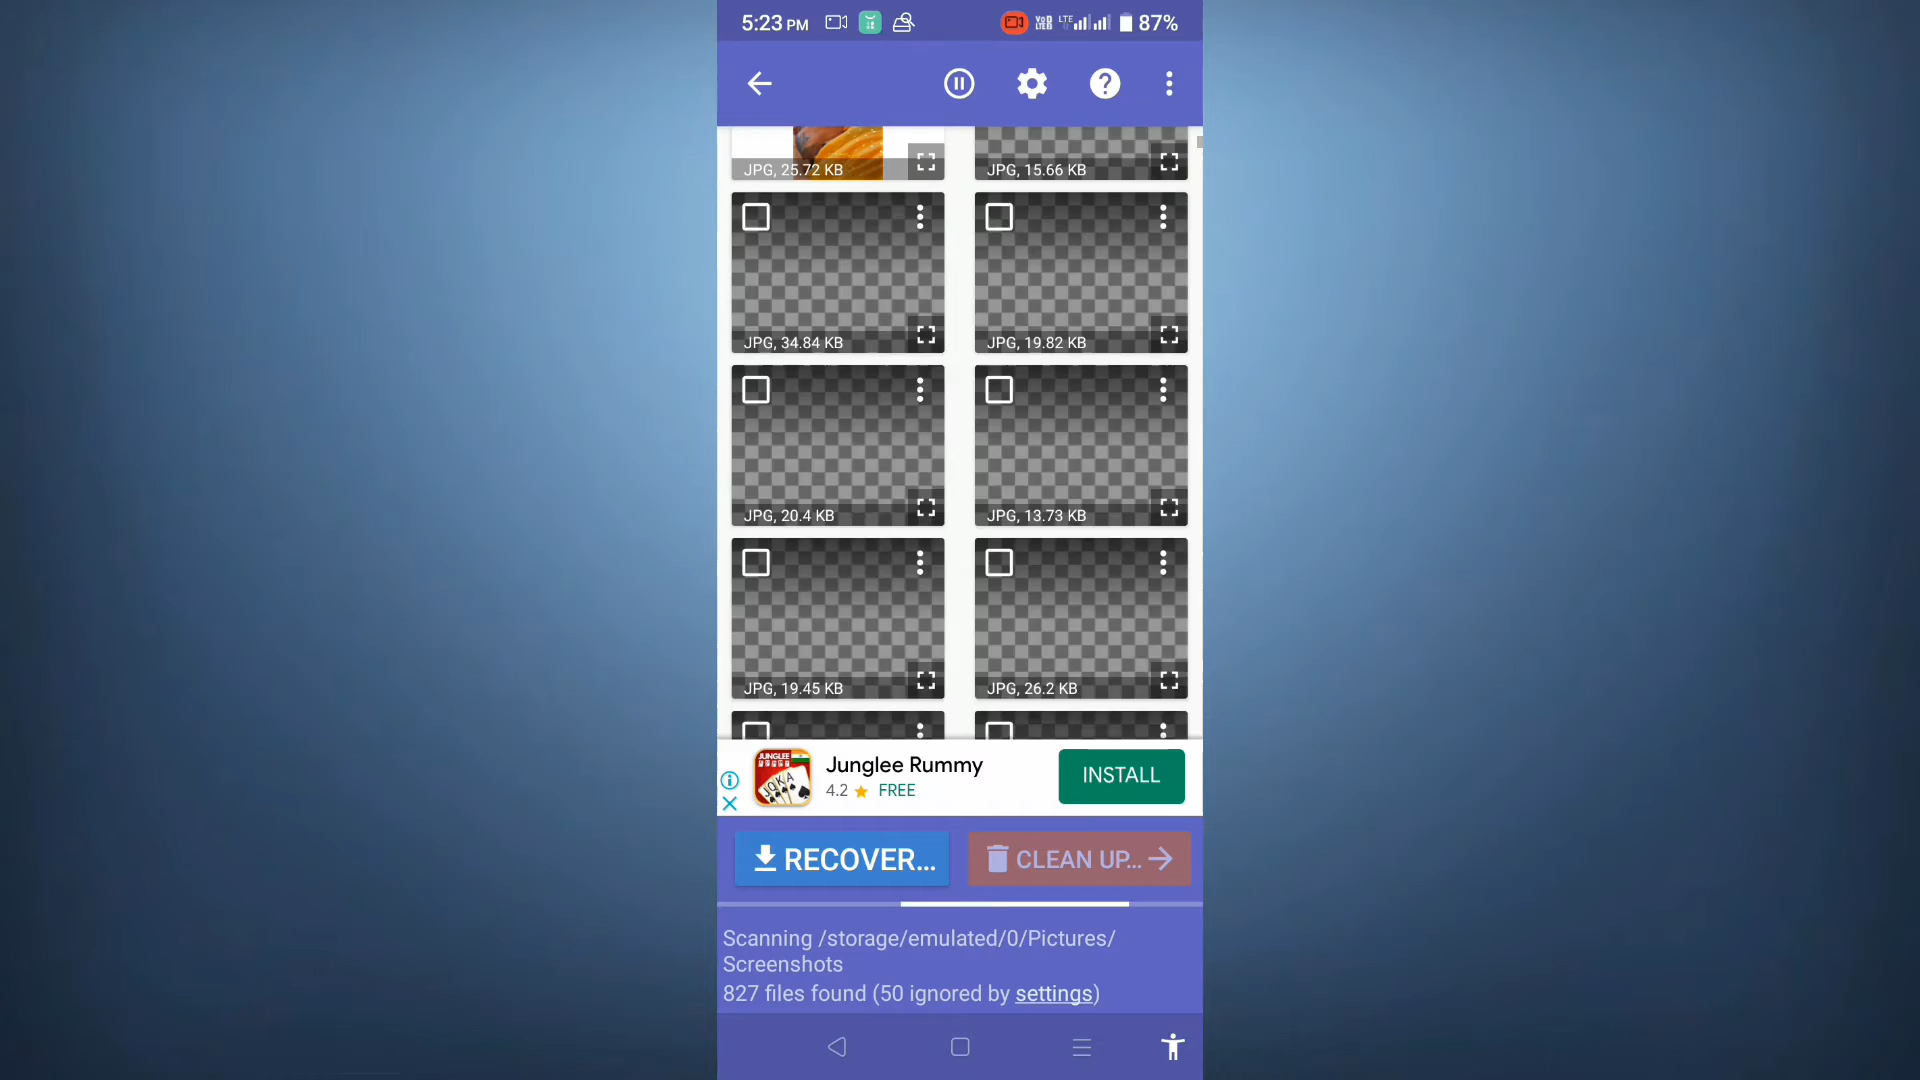 5:23 PM
LTE
87%
JPG, 25.72 KB
JPG, 15.66 KB
JPG, 34.84 KB
JPG, 19.82 KB
JPG, 20.4 KB
JPG, 13.73 KB
JPG, 19.45 KB
JPG, 26.2 KB
JUNGLEE
Junglee Rummy
INSTALL
4.2 ★ FREE
RECOVER...
CLEAN UP...
Scanning /storage/emulated/0/Pictures/
Screenshots
827 files found (50 ignored by settings)